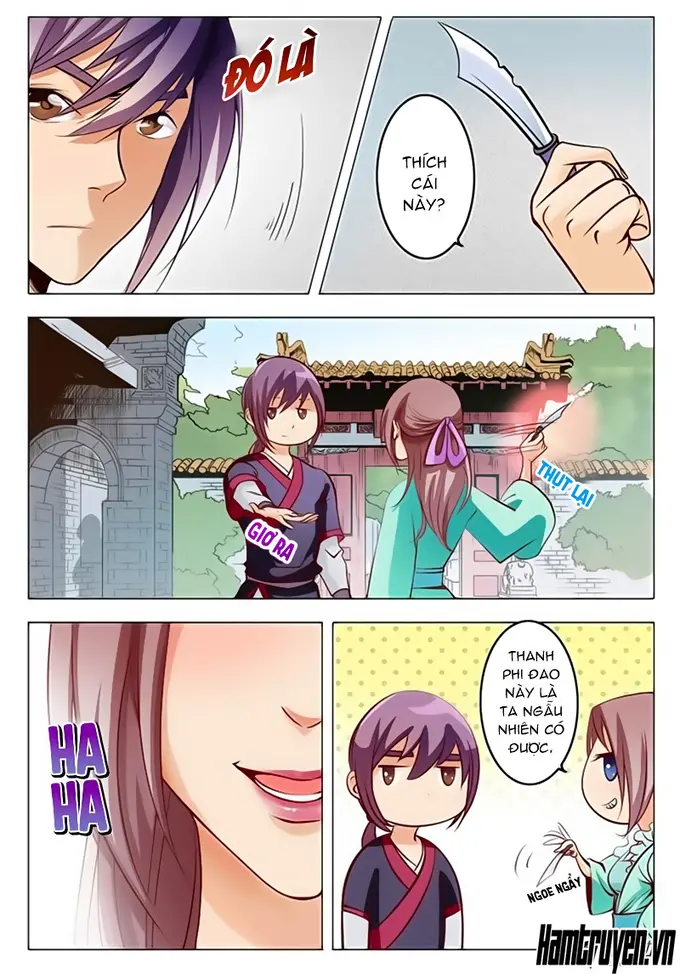 ĐÓ LÀ
THÍCH
CÁI
NÀY?
GIƠ RA
THỤT LẠI
HA
HA
THANH
PHI ĐAO
NÀY LÀ
TA NGẪU
NHIÊN CÓ
ĐƯỢC.
NGOE NGẨY
Hamtruyen.vn